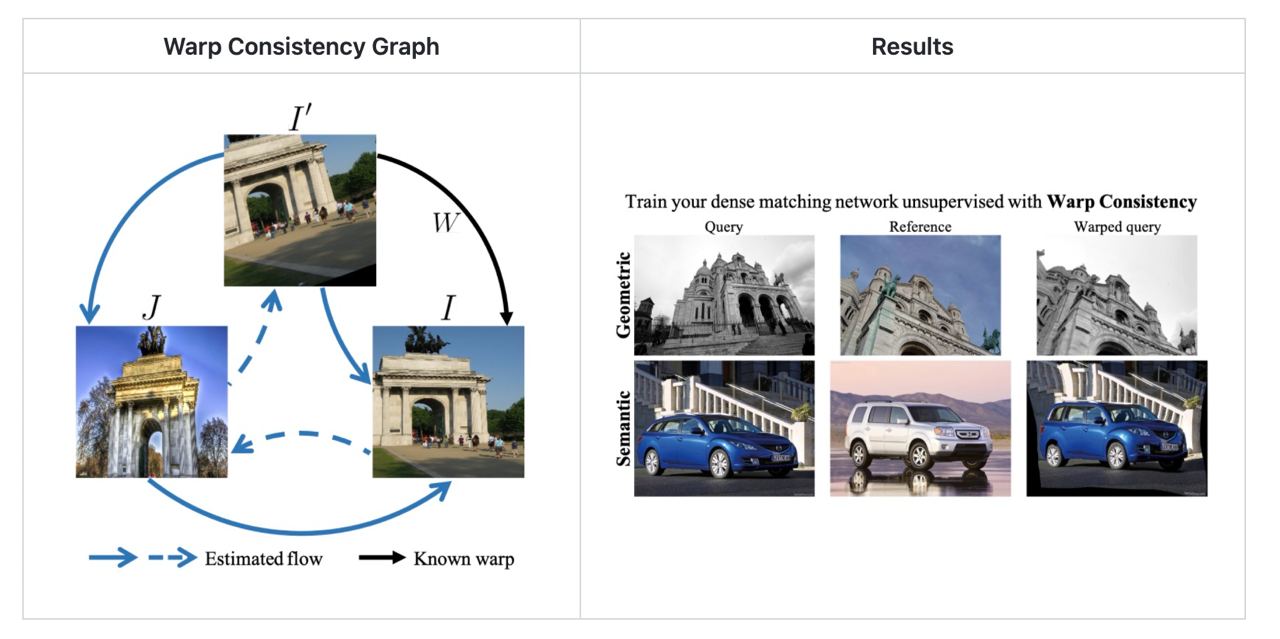 Warp Consistency Graph
Results
I′
W
J
I
Estimated flow
Known warp
Train your dense matching network unsupervised with Warp Consistency
Query
Reference
Warped query
Geometric
Semantic